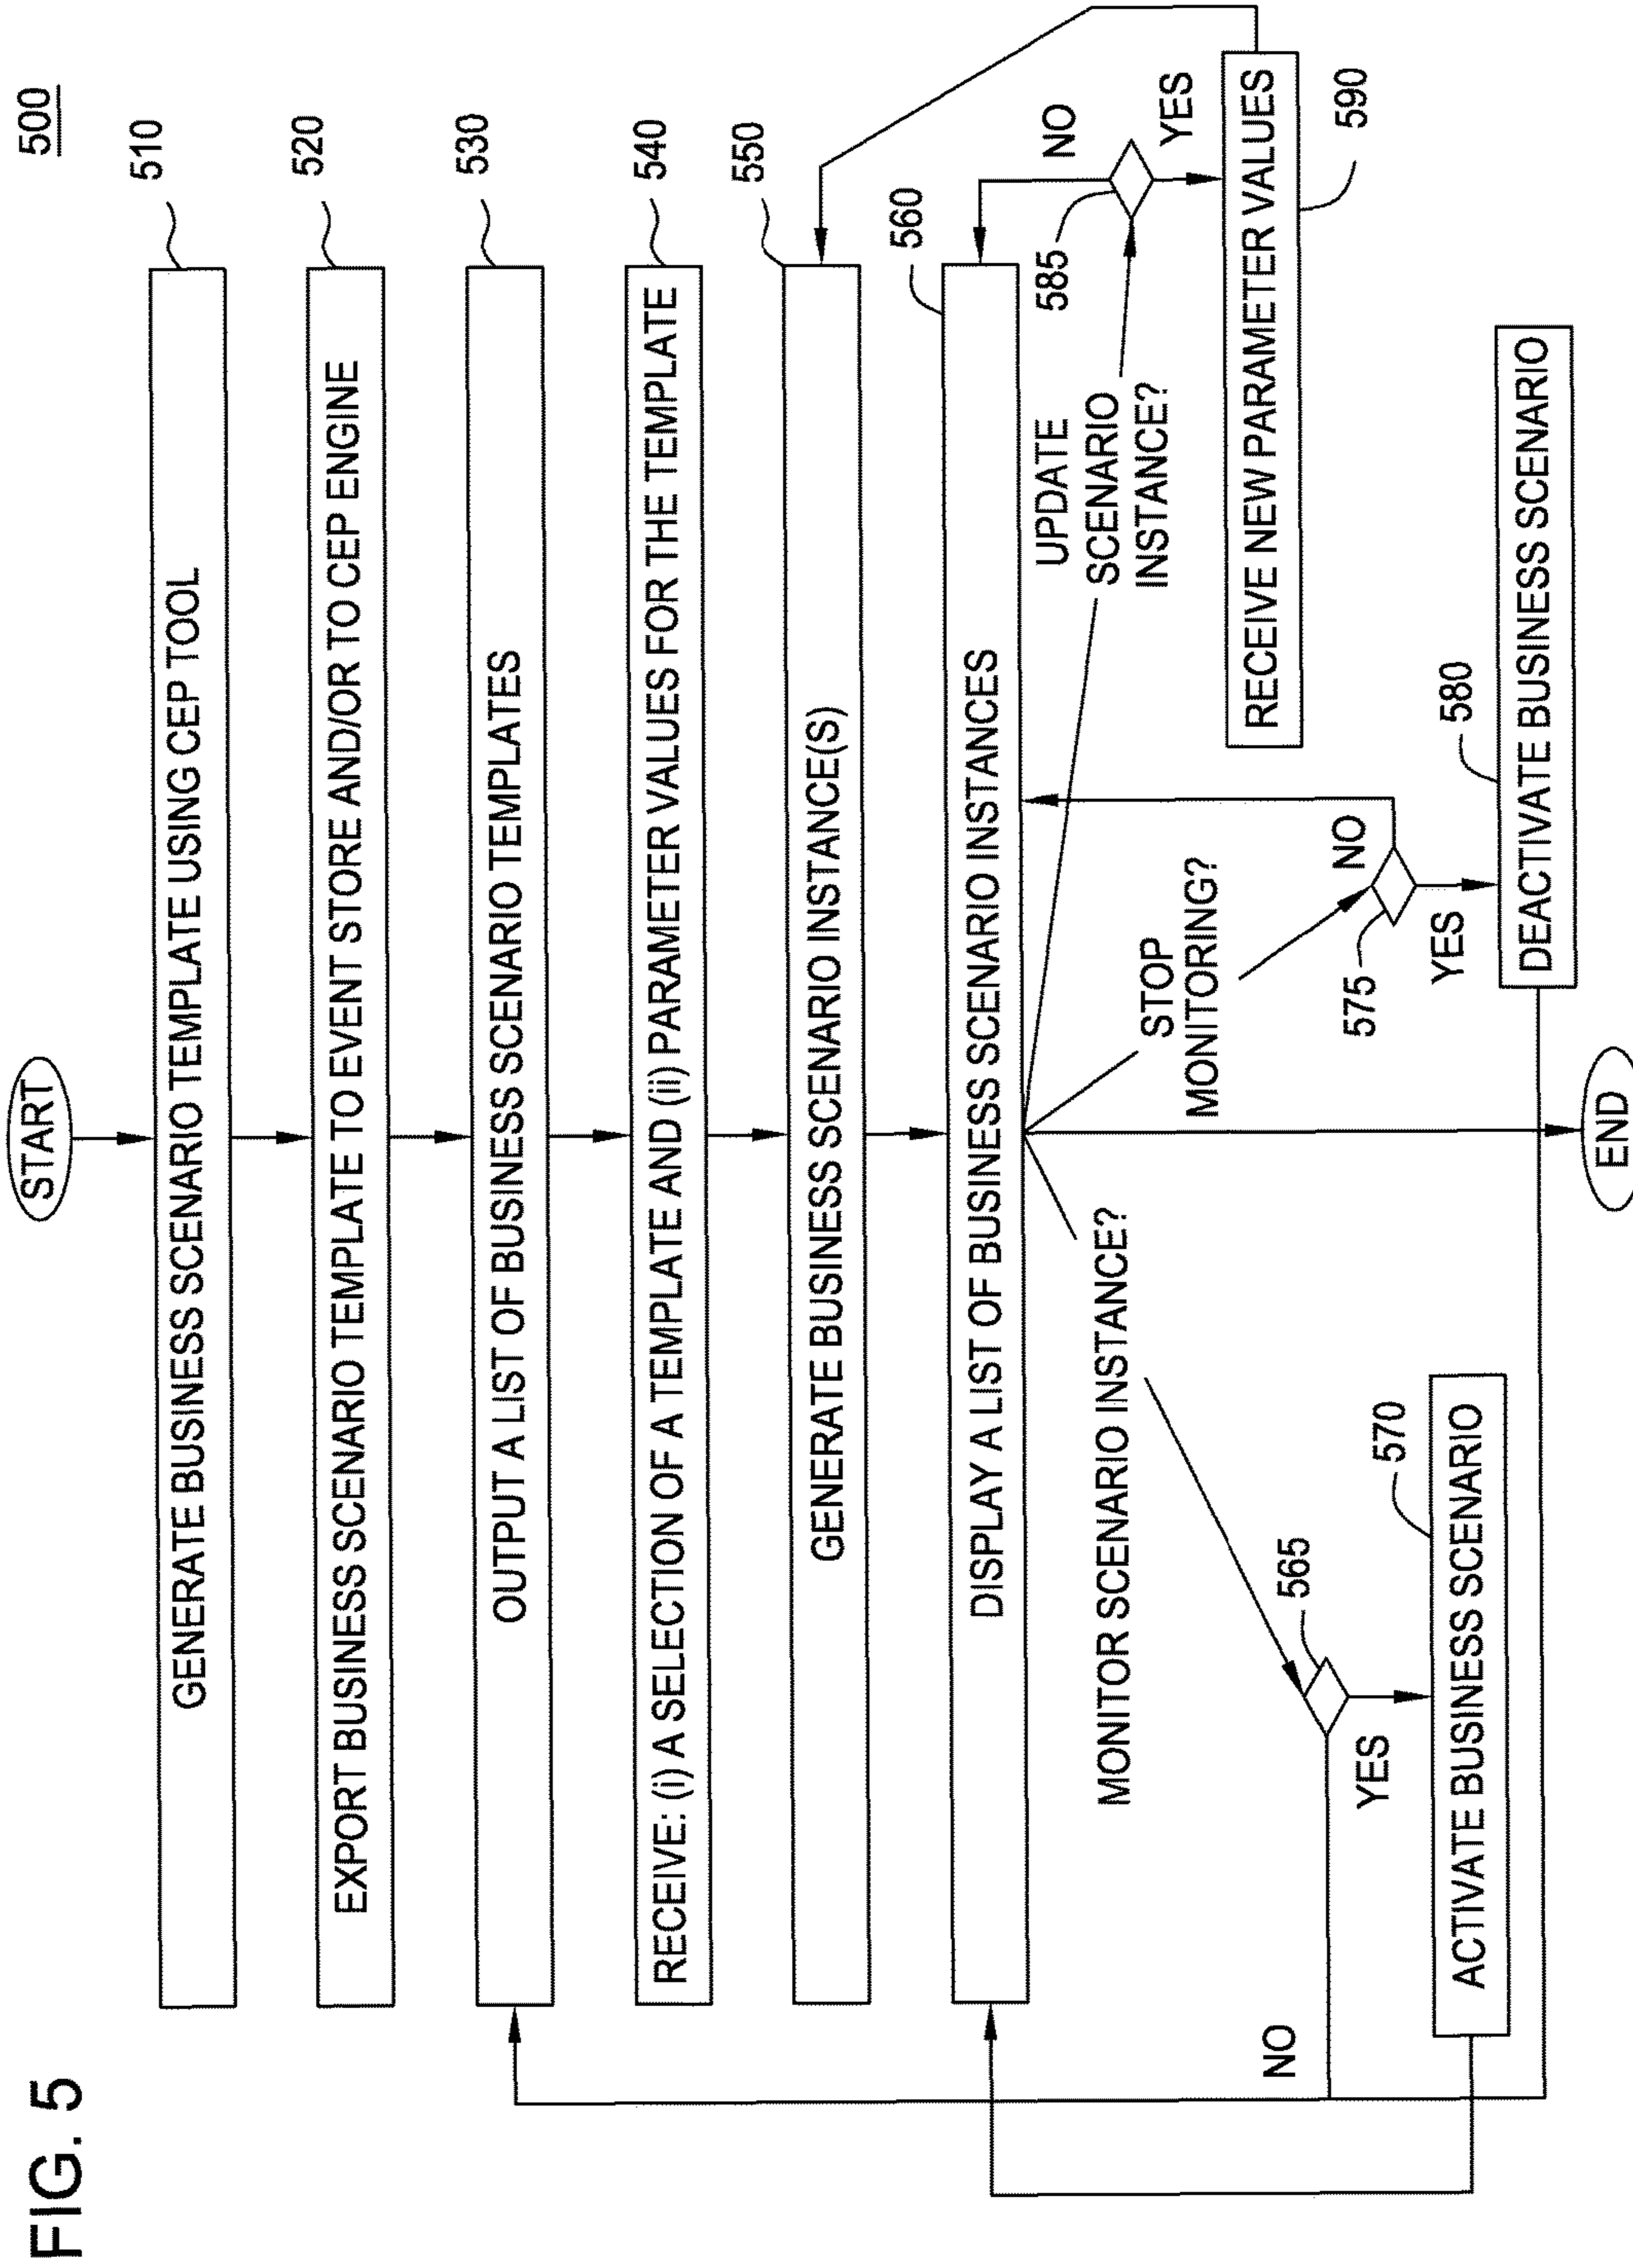 FIG. 5
500
START
GENERATE BUSINESS SCENARIO TEMPLATE USING CEP TOOL
510
EXPORT BUSINESS SCENARIO TEMPLATE TO EVENT STORE AND/OR TO CEP ENGINE
520
OUTPUT A LIST OF BUSINESS SCENARIO TEMPLATES
530
RECEIVE: (i) A SELECTION OF A TEMPLATE AND (ii) PARAMETER VALUES FOR THE TEMPLATE
540
GENERATE BUSINESS SCENARIO INSTANCE(S)
550
DISPLAY A LIST OF BUSINESS SCENARIO INSTANCES
560
MONITOR SCENARIO INSTANCE?
565
NO
YES
ACTIVATE BUSINESS SCENARIO
570
STOP
MONITORING?
575
NO
YES
DEACTIVATE BUSINESS SCENARIO
580
UPDATE
SCENARIO
INSTANCE?
585
NO
YES
RECEIVE NEW PARAMETER VALUES
590
END